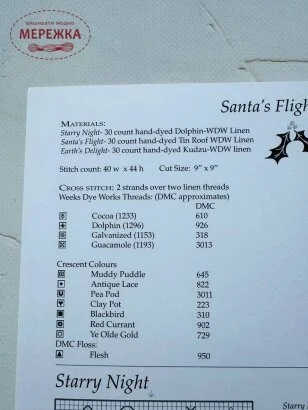 ВИШИВАТИ МОДНО
МЕРЕЖКА
Santa's Fligh
MATERIALS:
Starry Night- 30 count hand-dyed Dolphin-WDW Linen
Santa's Flight- 30 count hand-dyed Tin Roof WDW Linen
Earth's Delight- 30 count hand-dyed Kudzu-WDW linen
Stitch count: 40 w x 44 h Cut Size: 9" x 9"
CROSS STITCH: 2 strands over two linen threads
Weeks Dye Works Threads: (DMC approximates)
DMC
Cocoa (1233) 610
Dolphin (1296) 926
Galvanized (1153) 318
Guacamole (1193) 3013
Crescent Colours
Muddy Puddle 645
Antique Lace 822
Pea Pod 3011
Clay Pot 223
Blackbird 310
Red Currant 902
Ye Olde Gold 729
DMC Floss:
Flesh 950
Starry Night
Starry